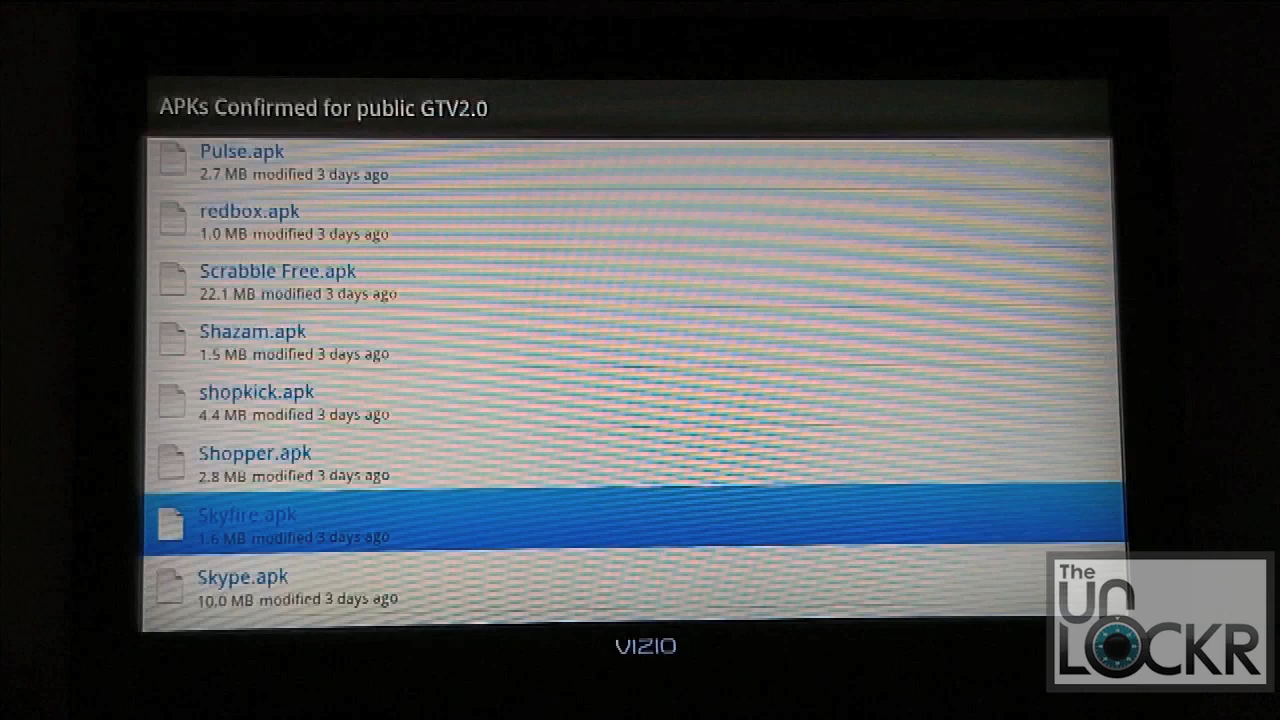 APKs Confirmed for public GTV2.0
Pulse.apk
2.7 MB modified 3 days ago
redbox.apk
1.0 MB modified 3 days ago
Scrabble Free.apk
22.1 MB modified 3 days ago
Shazam.apk
1.5 MB modified 3 days ago
shopkick.apk
4.4 MB modified 3 days ago
Shopper.apk
2.8 MB modified 3 days ago
Skyfire.apk
1.6 MB modified 3 days ago
Skype.apk
10.0 MB modified 3 days ago
VIZIO
The
Un
LOCKR